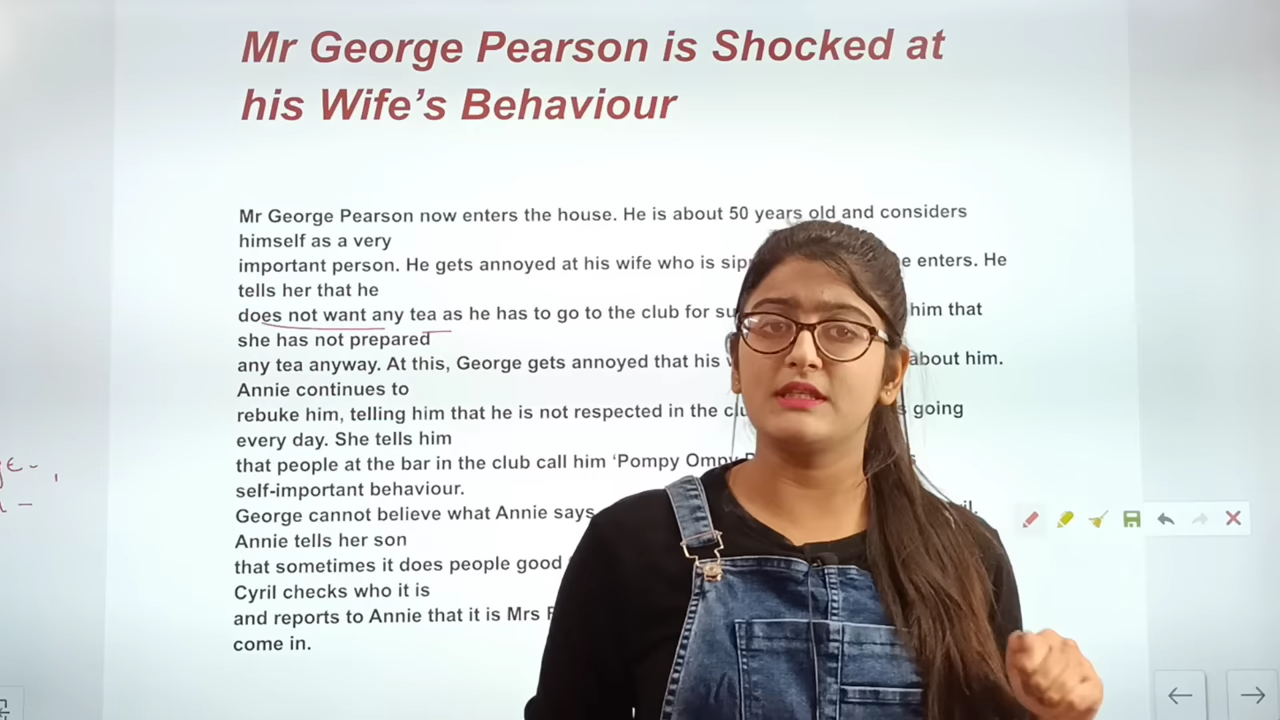 Mr George Pearson is Shocked at
his Wife's Behaviour
Mr George Pearson now enters the house. He is about 50 years old and considers
himself as a very
important person. He gets annoyed at his wife who is enters. He
tells her that he
does not want any tea as he has to go to the club for him that
she has not prepared
any tea anyway. At this, George gets annoyed that his about him.
Annie continues to
rebuke him, telling him that he is not respected in the going
every day. She tells him
that people at the bar in the club call him ‘Pompy Ompy
self-important behaviour.
George cannot believe what Annie says
Annie tells her son
that sometimes it does people good
Cyril checks who it is
and reports to Annie that it is Mrs
come in.